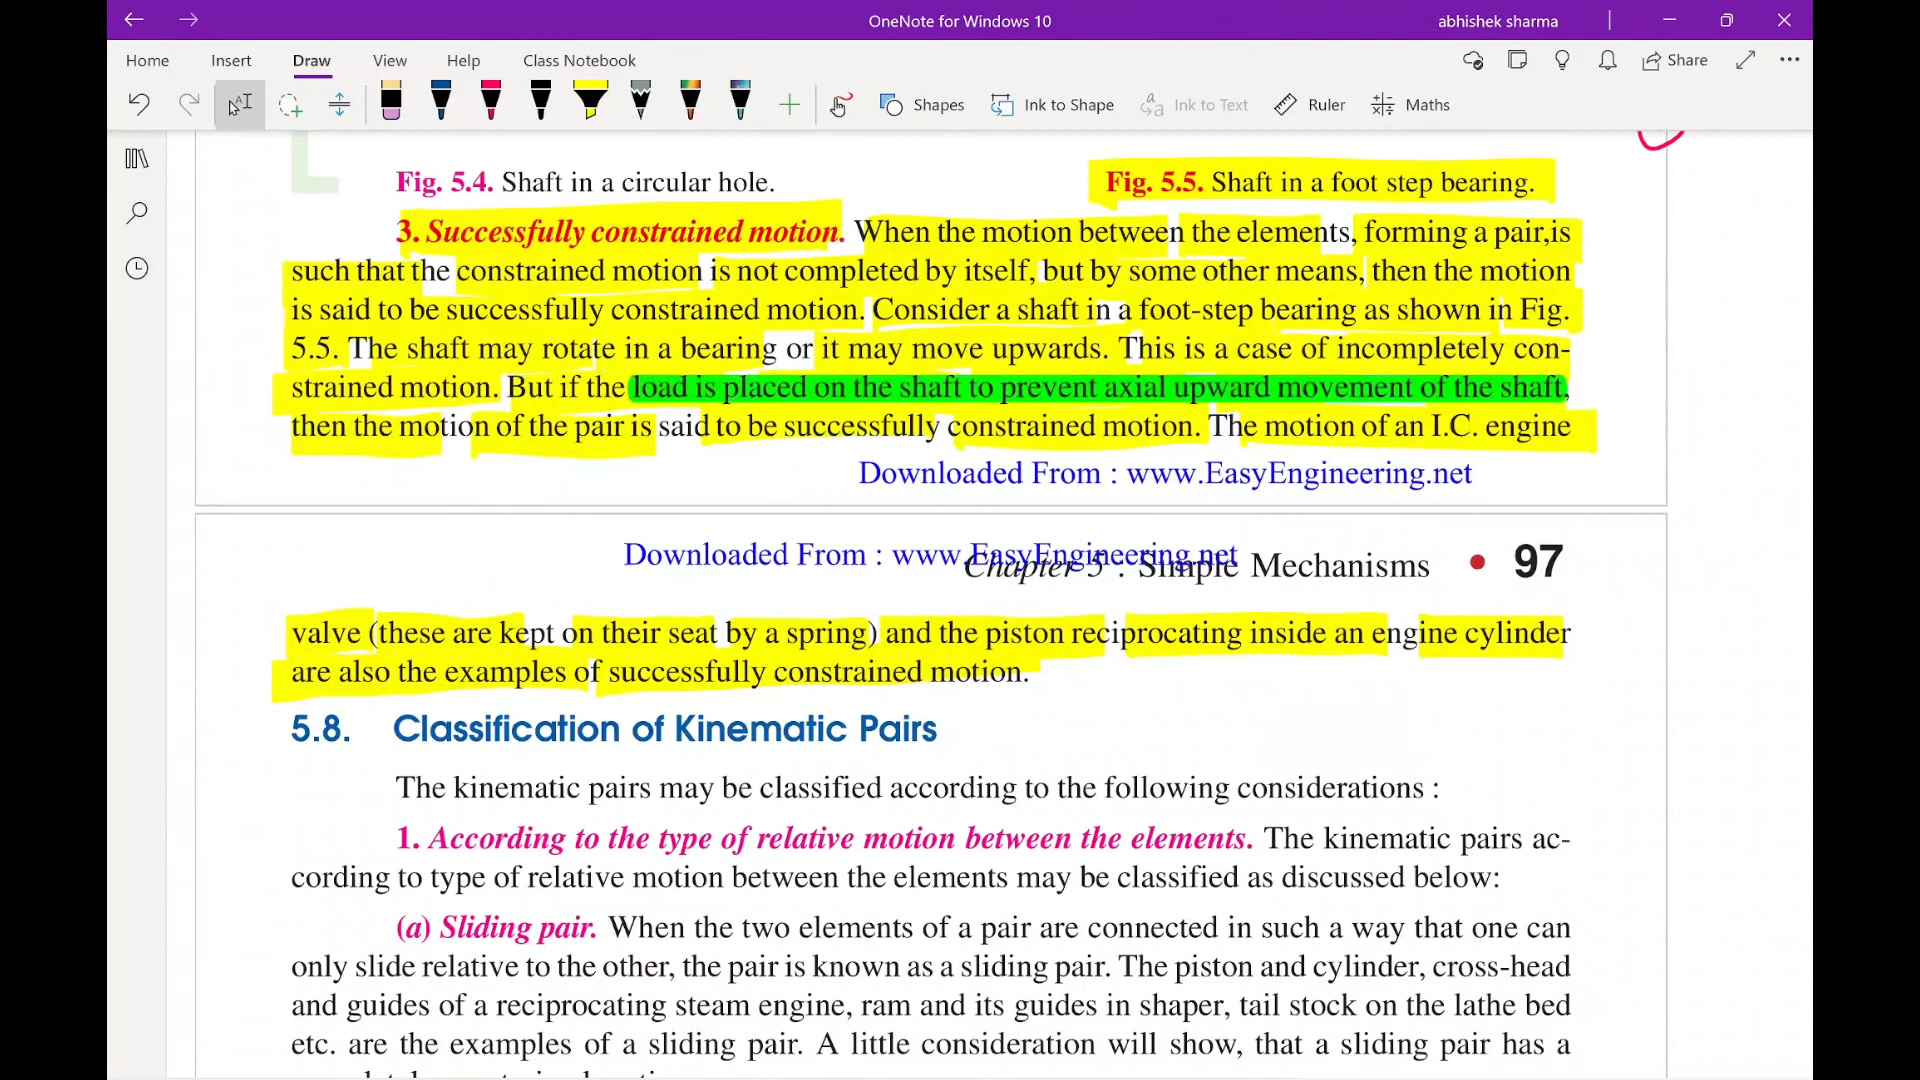 OneNote for Windows 10
abhishek sharma
Home Insert Draw View Help Class Notebook
Share
Shapes Ink to Shape Ink to Text Ruler Maths
Fig. 5.4. Shaft in a circular hole.
Fig. 5.5. Shaft in a foot step bearing.
3. Successfully constrained motion. When the motion between the elements, forming a pair,is
such that the constrained motion is not completed by itself, but by some other means, then the motion
is said to be successfully constrained motion. Consider a shaft in a foot-step bearing as shown in Fig.
5.5. The shaft may rotate in a bearing or it may move upwards. This is a case of incompletely con-
strained motion. But if the load is placed on the shaft to prevent axial upward movement of the shaft,
then the motion of the pair is said to be successfully constrained motion. The motion of an I.C. engine
Downloaded From : www.EasyEngineering.net
Downloaded From : www.EasyEngineering.net
Chapter 5 : Simple Mechanisms • 97
valve (these are kept on their seat by a spring) and the piston reciprocating inside an engine cylinder
are also the examples of successfully constrained motion.
5.8. Classification of Kinematic Pairs
The kinematic pairs may be classified according to the following considerations :
1. According to the type of relative motion between the elements. The kinematic pairs ac-
cording to type of relative motion between the elements may be classified as discussed below:
(a) Sliding pair. When the two elements of a pair are connected in such a way that one can
only slide relative to the other, the pair is known as a sliding pair. The piston and cylinder, cross-head
and guides of a reciprocating steam engine, ram and its guides in shaper, tail stock on the lathe bed
etc. are the examples of a sliding pair. A little consideration will show, that a sliding pair has a